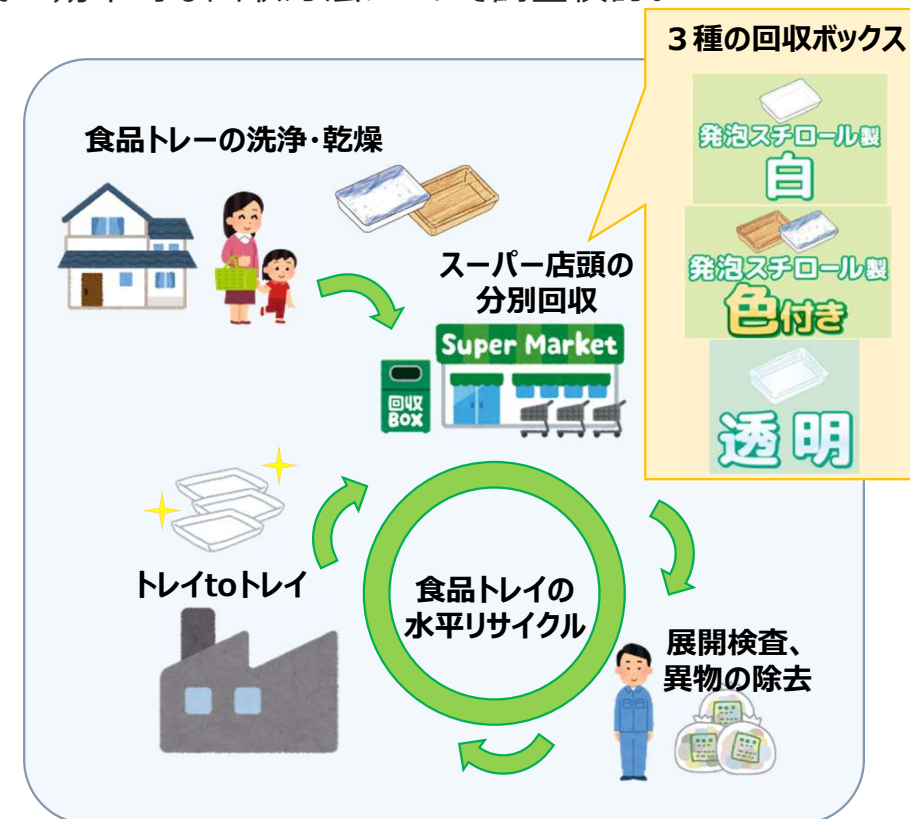 ３種の回収ボックス
発泡スチロール製
白
発泡スチロール製
色付き
透明
食品トレーの洗浄・乾燥
スーパー店頭の
分別回収
Super Market
回収
BOX
トレイtoトレイ
食品トレイの
水平リサイクル
展開検査、
異物の除去